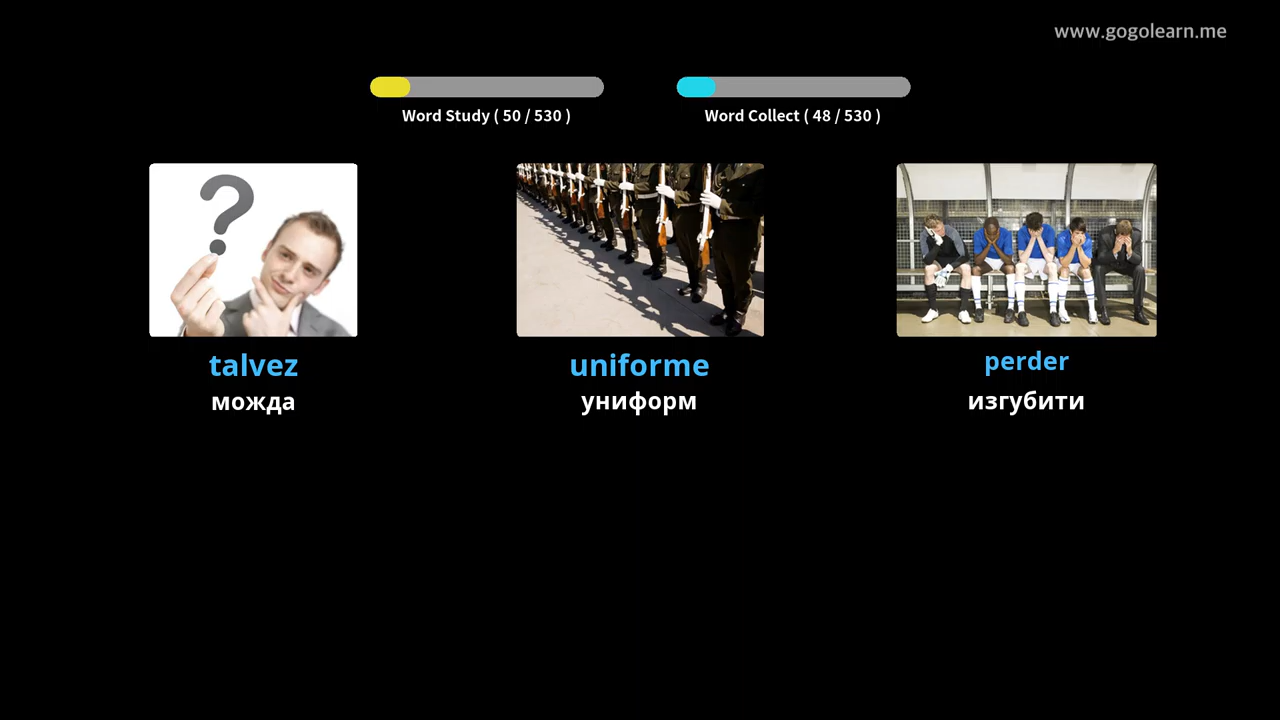 www.gogolearn.me
Word Study ( 50 / 530 )
Word Collect ( 48 / 530 )
talvez
можда
uniforme
униформ
perder
изгубити